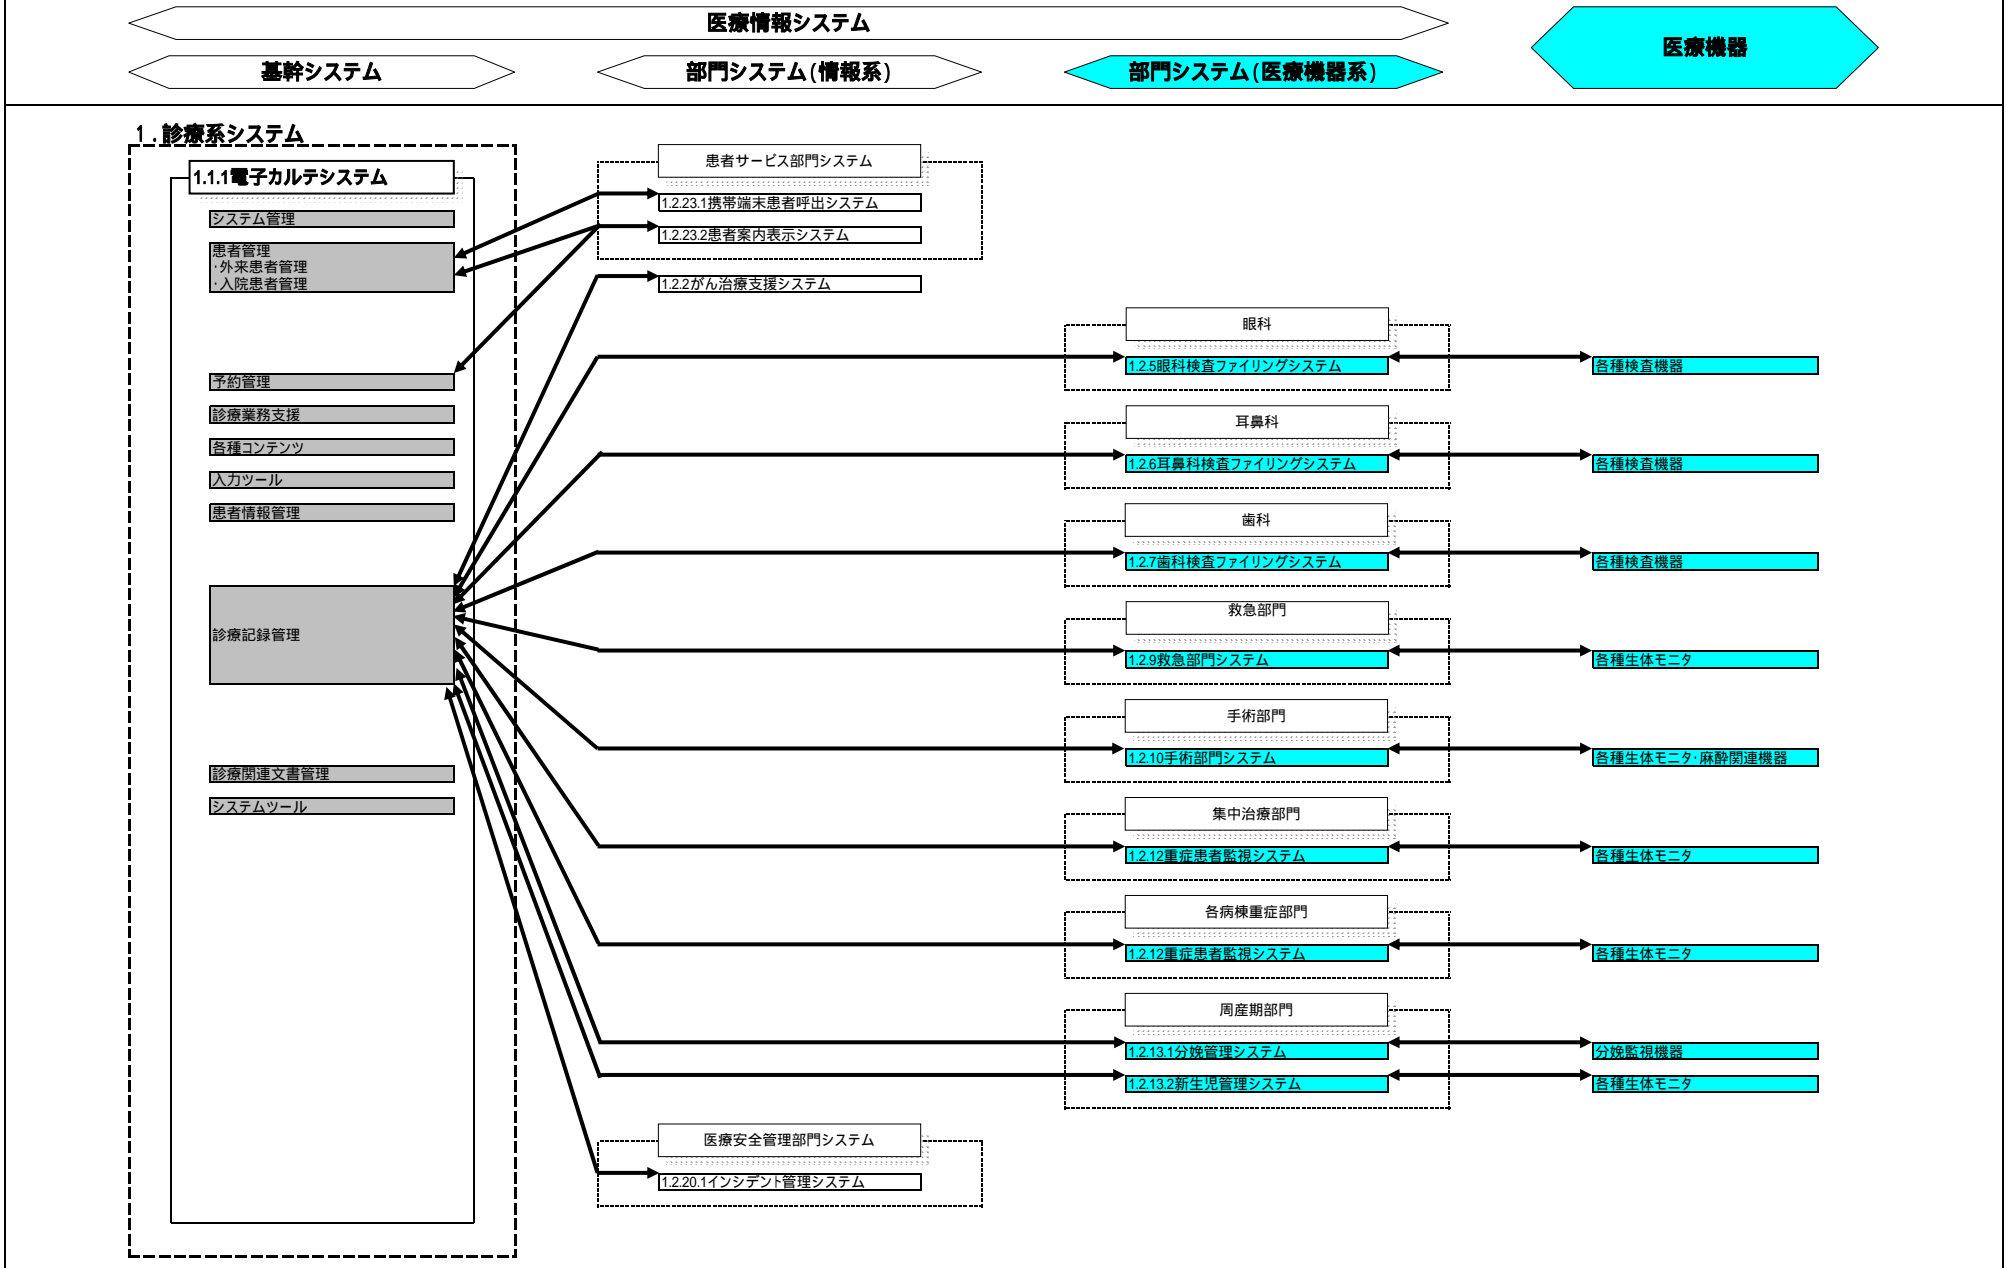 医療情報システム
医療機器
基幹システム
部門システム(情報系)
部門システム(医療機器系)
1.診療系システム
1.1.1電子カルテシステム
システム管理
患者管理
・外来患者管理
・入院患者管理
予約管理
診療業務支援
各種コンテンツ
入力ツール
患者情報管理
診療記録管理
診療関連文書管理
システムツール
患者サービス部門システム
1.2.23.1携帯端末患者呼出システム
1.2.23.2患者案内表示システム
1.2.2がん治療支援システム
眼科
1.2.5眼科検査ファイリングシステム
各種検査機器
耳鼻科
1.2.6耳鼻科検査ファイリングシステム
各種検査機器
歯科
1.2.7歯科検査ファイリングシステム
各種検査機器
救急部門
1.2.9救急部門システム
各種生体モニタ
手術部門
1.2.10手術部門システム
各種生体モニタ・麻酔関連機器
集中治療部門
1.2.12重症患者監視システム
各種生体モニタ
各病棟重症部門
1.2.12重症患者監視システム
各種生体モニタ
周産期部門
1.2.13.1分娩管理システム
分娩監視機器
1.2.13.2新生児管理システム
各種生体モニタ
医療安全管理部門システム
1.2.20.1インシデント管理システム